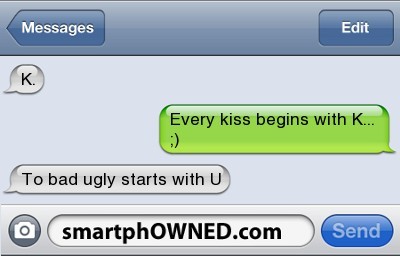 Messages
Edit
K.
Every kiss begins with K...
;)
To bad ugly starts with U
smartphOWNED.com
Send